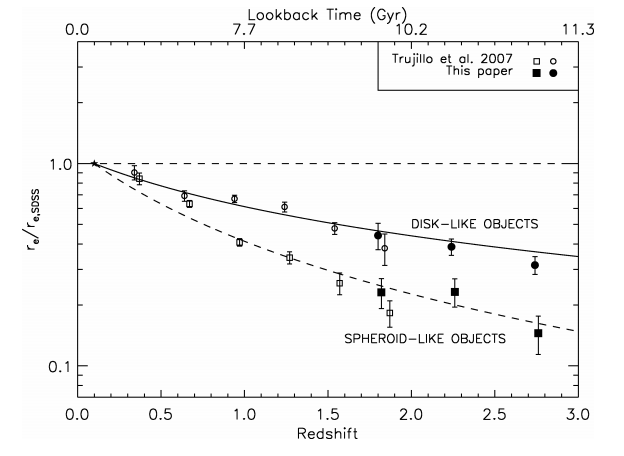 Lookback Time (Gyr)
0.0 7.7 10.2 11.3
Trujillo et al. 2007
This paper
1.0
r_e/r_e,SDSS
DISK-LIKE OBJECTS
SPHEROID-LIKE OBJECTS
0.1
0.0 0.5 1.0 1.5 2.0 2.5 3.0
Redshift